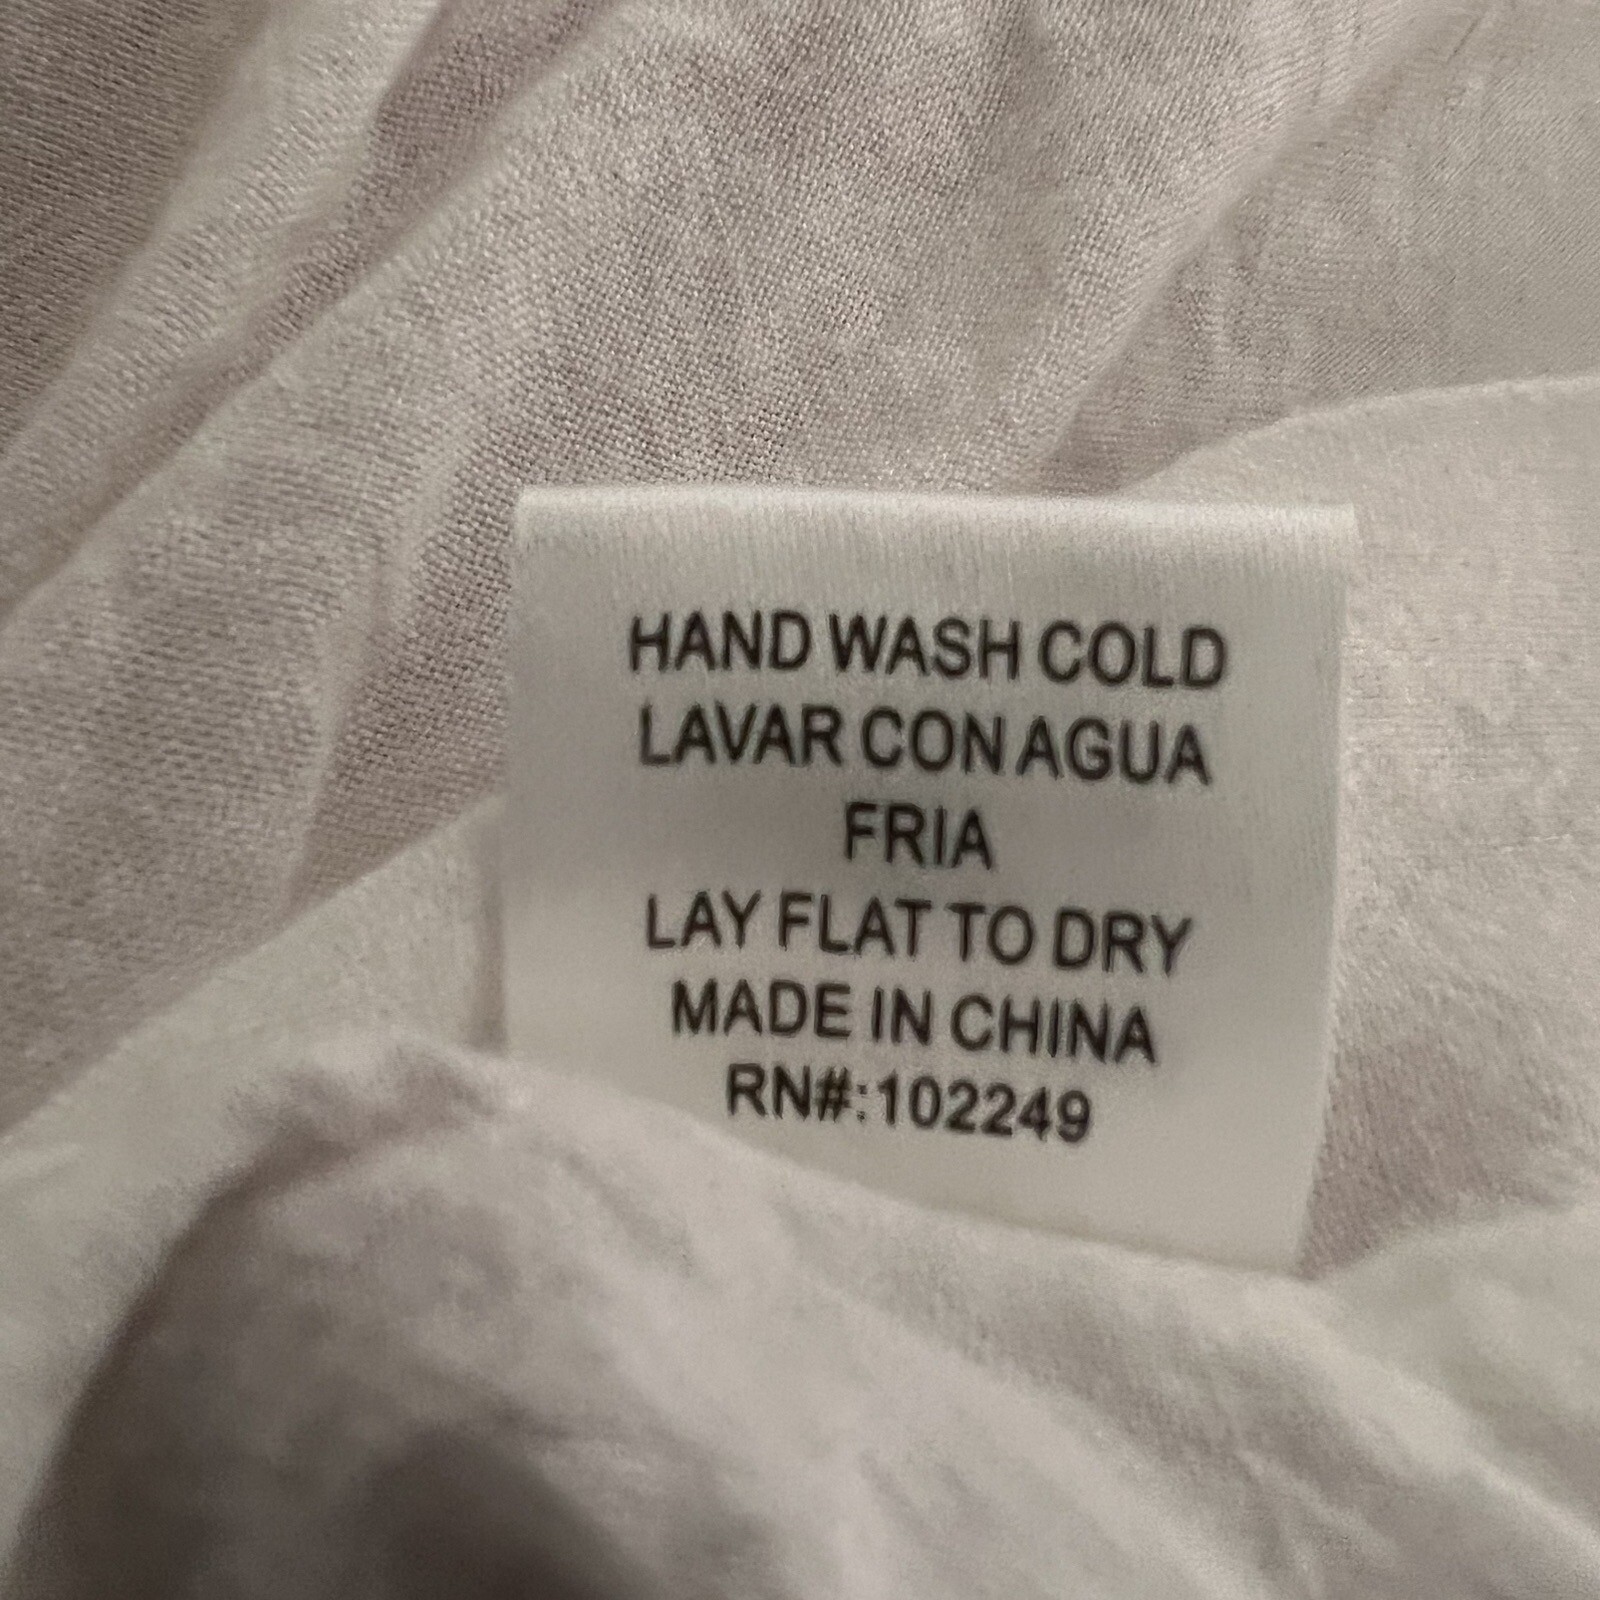 HAND WASH COLD
LAVAR CON AGUA
FRIA
LAY FLAT TO DRY
MADE IN CHINA
RN#:102249